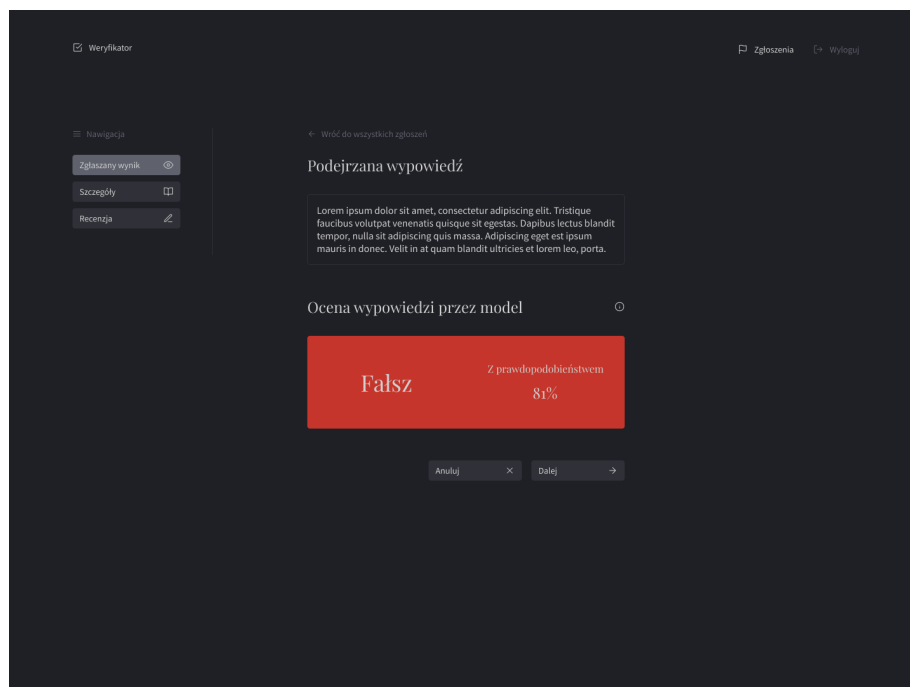 Weryfikator
Zgłoszenia
Wyloguj
Nawigacja
Zgłaszany wynik
Szczegóły
Recenzja
Wróć do wszystkich zgłoszeń
Podejrzana wypowiedź
Lorem ipsum dolor sit amet, consectetur adipiscing elit. Tristique
faucibus volutpat venenatis quisque sit egestas. Dapibus lectus blandit
tempor, nulla sit adipiscing quis massa. Adipiscing eget est ipsum
mauris in donec. Velit in at quam blandit ultricies et lorem leo, porta.
Ocena wypowiedzi przez model
Fałsz
Z prawdopodobieństwem
81%
Anuluj
Dalej